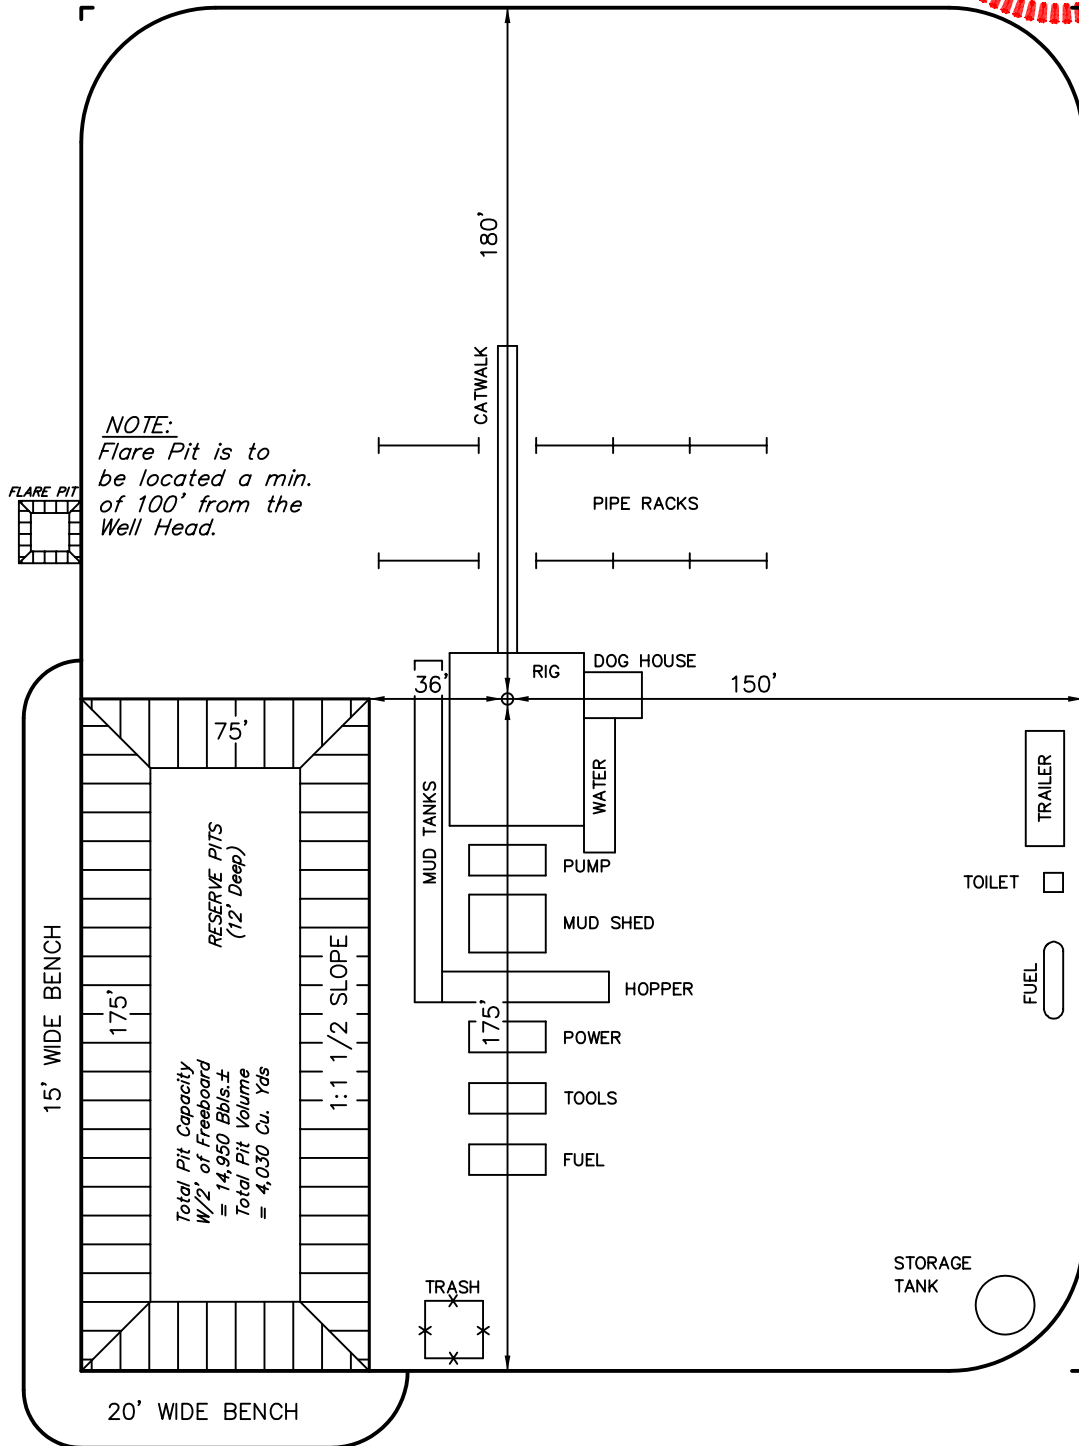 180'
CATWALK
NOTE:
Flare Pit is to
be located a min.
of 100' from the
Well Head.
FLARE PIT
PIPE RACKS
RIG
DOG HOUSE
36'
150'
75'
WATER
TRAILER
MUD TANKS
RESERVE PITS
(12' Deep)
PUMP
TOILET
MUD SHED
15' WIDE BENCH
175'
1:1 1/2 SLOPE
HOPPER
FUEL
175'
POWER
Total Pit Capacity
W/2' of Freeboard
= 14,950 Bbls.±
Total Pit Volume
= 4,030 Cu. Yds
TOOLS
FUEL
STORAGE
TANK
TRASH
20' WIDE BENCH